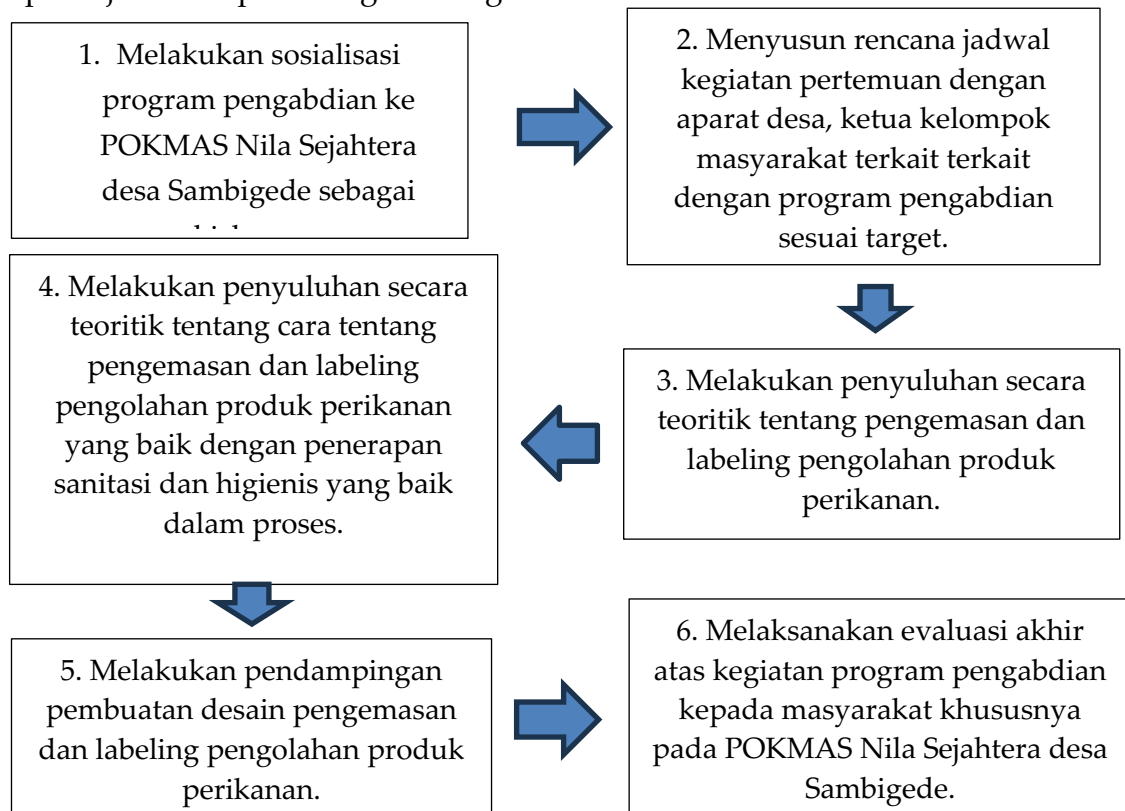 1. Melakukan sosialisasi
program pengabdian ke
POKMAS Nila Sejahtera
desa Sambigede sebagai
2. Menyusun rencana jadwal
kegiatan pertemuan dengan
aparat desa, ketua kelompok
masyarakat terkait terkait
dengan program pengabdian
sesuai target.
3. Melakukan penyuluhan secara
teoritik tentang pengemasan dan
labeling pengolahan produk
perikanan.
4. Melakukan penyuluhan secara
teoritik tentang cara tentang
pengemasan dan labeling
pengolahan produk perikanan
yang baik dengan penerapan
sanitasi dan higienis yang baik
dalam proses.
5. Melakukan pendampingan
pembuatan desain pengemasan
dan labeling pengolahan produk
perikanan.
6. Melaksanakan evaluasi akhir
atas kegiatan program pengabdian
kepada masyarakat khususnya
pada POKMAS Nila Sejahtera desa
Sambigede.